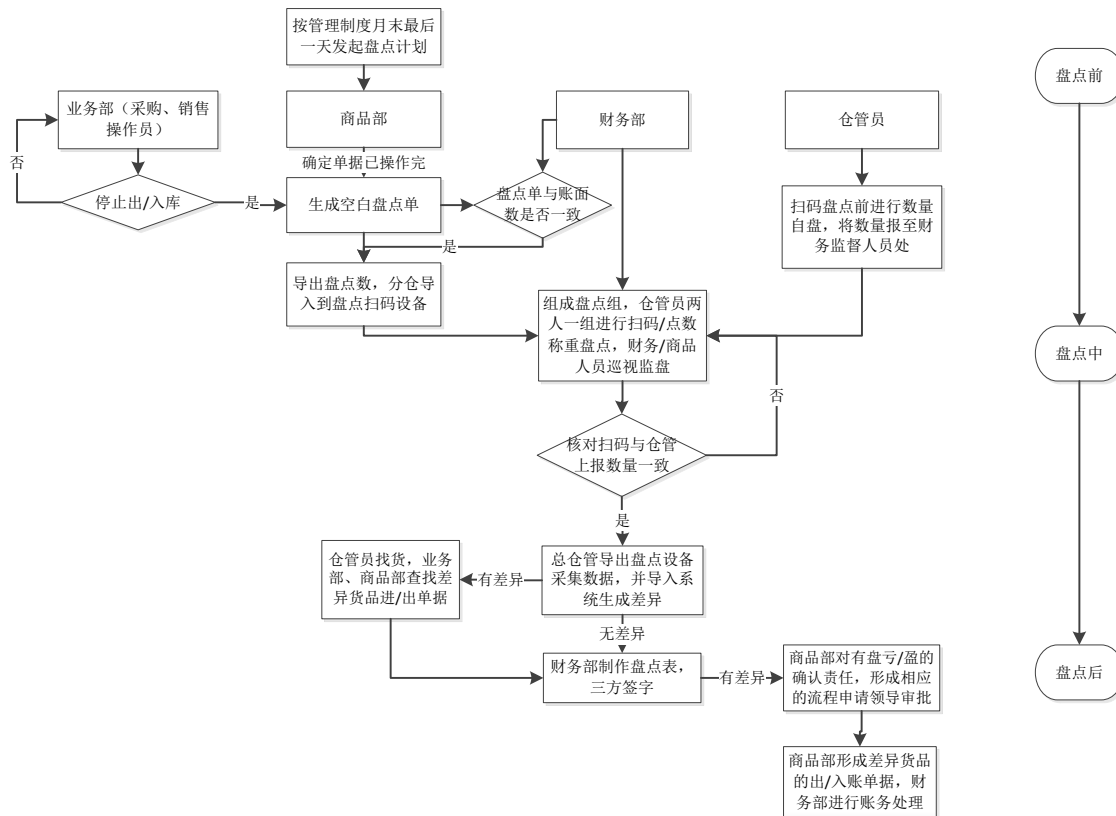 按管理制度月末最后
一天发起盘点计划
盘点前
业务部（采购、销售
操作员）
商品部
财务部
仓管员
否
确定单据已操作完
停止出/入库
是
生成空白盘点单
盘点单与账面
数是否一致
扫码盘点前进行数量
自盘，将数量报至财
务监督人员处
是
导出盘点数，分仓导
入到盘点扫码设备
组成盘点组，仓管员两
人一组进行扫码/点数
称重盘点，财务/商品
人员巡视监盘
盘点中
否
核对扫码与仓管
上报数量一致
是
仓管员找货，业务
部、商品部查找差
异货品进/出单据
有差异
总仓管导出盘点设备
采集数据，并导入系
统生成差异
无差异
财务部制作盘点表，
三方签字
有差异
商品部对有盘亏/盈的
确认责任，形成相应
的流程申请领导审批
盘点后
商品部形成差异货品
的出/入账单据，财
务部进行账务处理